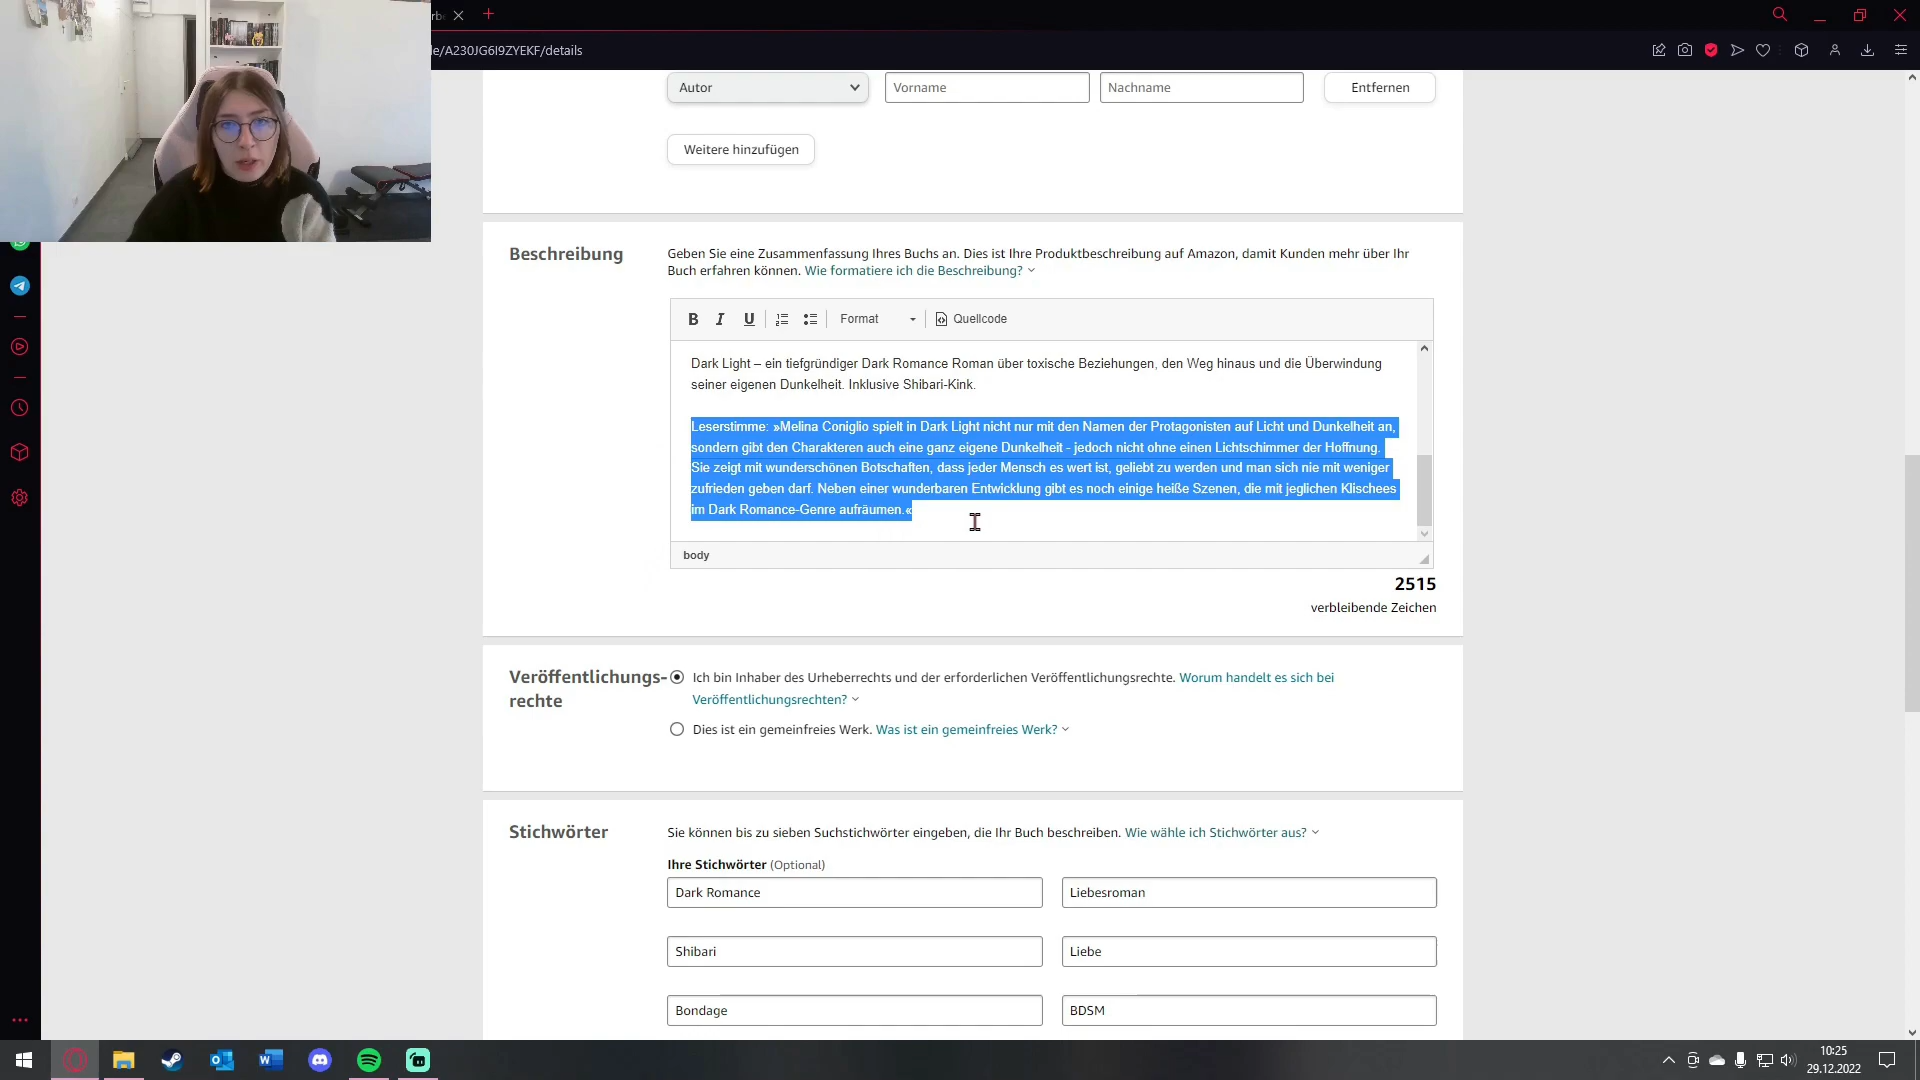 rbe
le/A230JG6I9ZYEKF/details
Autor
Vorname
Nachname
Entfernen
Weitere hinzufügen
Beschreibung
Geben Sie eine Zusammenfassung Ihres Buchs an. Dies ist Ihre Produktbeschreibung auf Amazon, damit Kunden mehr über Ihr
Buch erfahren können. Wie formatiere ich die Beschreibung?
B I U
Format
Quellcode
Dark Light – ein tiefgründiger Dark Romance Roman über toxische Beziehungen, den Weg hinaus und die Überwindung
seiner eigenen Dunkelheit. Inklusive Shibari-Kink.
Leserstimme: »Melina Coniglio spielt in Dark Light nicht nur mit den Namen der Protagonisten auf Licht und Dunkelheit an,
sondern gibt den Charakteren auch eine ganz eigene Dunkelheit - jedoch nicht ohne einen Lichtschimmer der Hoffnung.
Sie zeigt mit wunderschönen Botschaften, dass jeder Mensch es wert ist, geliebt zu werden und man sich nie mit weniger
zufrieden geben darf. Neben einer wunderbaren Entwicklung gibt es noch einige heiße Szenen, die mit jeglichen Klischees
im Dark Romance-Genre aufräumen.«
body
2515
verbleibende Zeichen
Veröffentlichungs-
rechte
Ich bin Inhaber des Urheberrechts und der erforderlichen Veröffentlichungsrechte. Worum handelt es sich bei
Veröffentlichungsrechten?
Dies ist ein gemeinfreies Werk. Was ist ein gemeinfreies Werk?
Stichwörter
Sie können bis zu sieben Suchstichwörter eingeben, die Ihr Buch beschreiben. Wie wähle ich Stichwörter aus?
Ihre Stichwörter (Optional)
Dark Romance
Liebesroman
Shibari
Liebe
Bondage
BDSM
10:25
29.12.2022